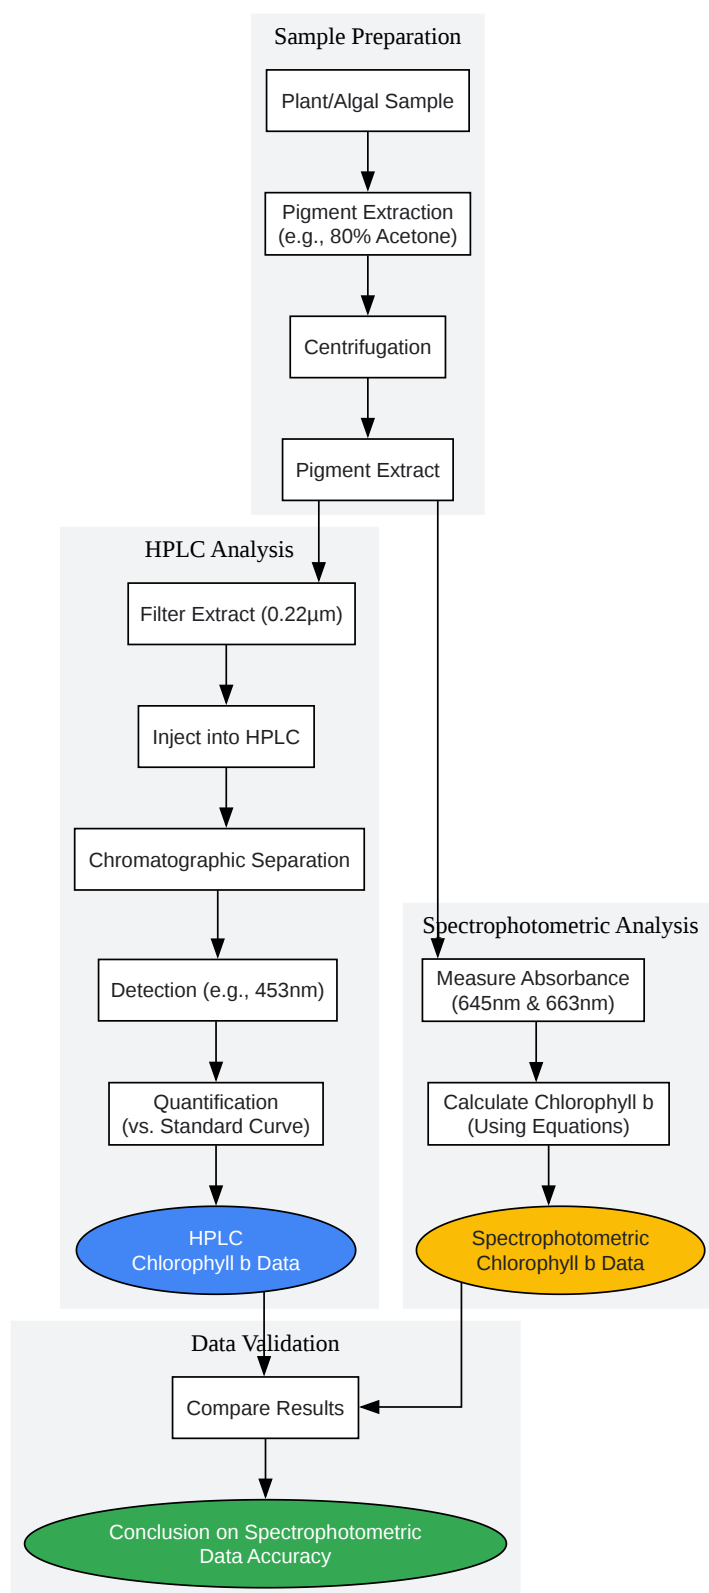 Sample Preparation
Plant/Algal Sample
Pigment Extraction
(e.g., 80% Acetone)
Centrifugation
Pigment Extract
HPLC Analysis
Filter Extract (0.22µm)
Inject into HPLC
Chromatographic Separation
Detection (e.g., 453nm)
Quantification
(vs. Standard Curve)
HPLC
Chlorophyll b Data
Spectrophotometric Analysis
Measure Absorbance
(645nm & 663nm)
Calculate Chlorophyll b
(Using Equations)
Spectrophotometric
Chlorophyll b Data
Data Validation
Compare Results
Conclusion on Spectrophotometric
Data Accuracy